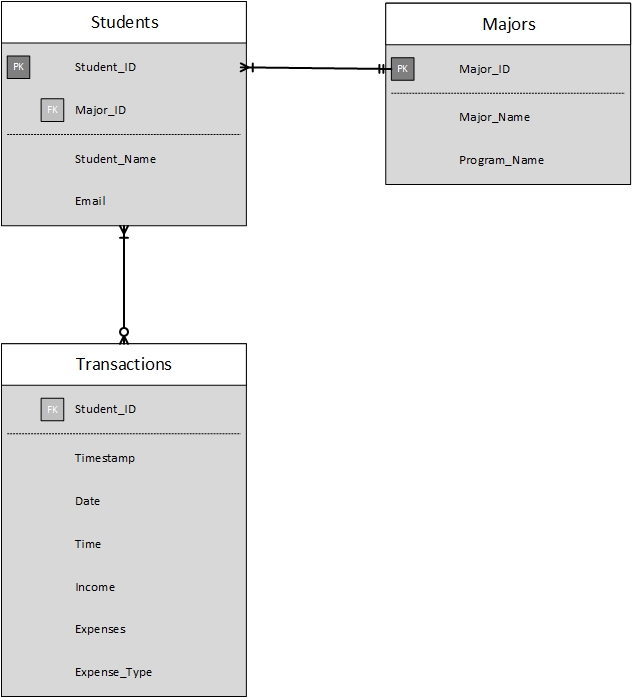 Students
PK Student_ID
FK Major_ID
Student_Name
Email
Majors
PK Major_ID
Major_Name
Program_Name
Transactions
FK Student_ID
Timestamp
Date
Time
Income
Expenses
Expense_Type